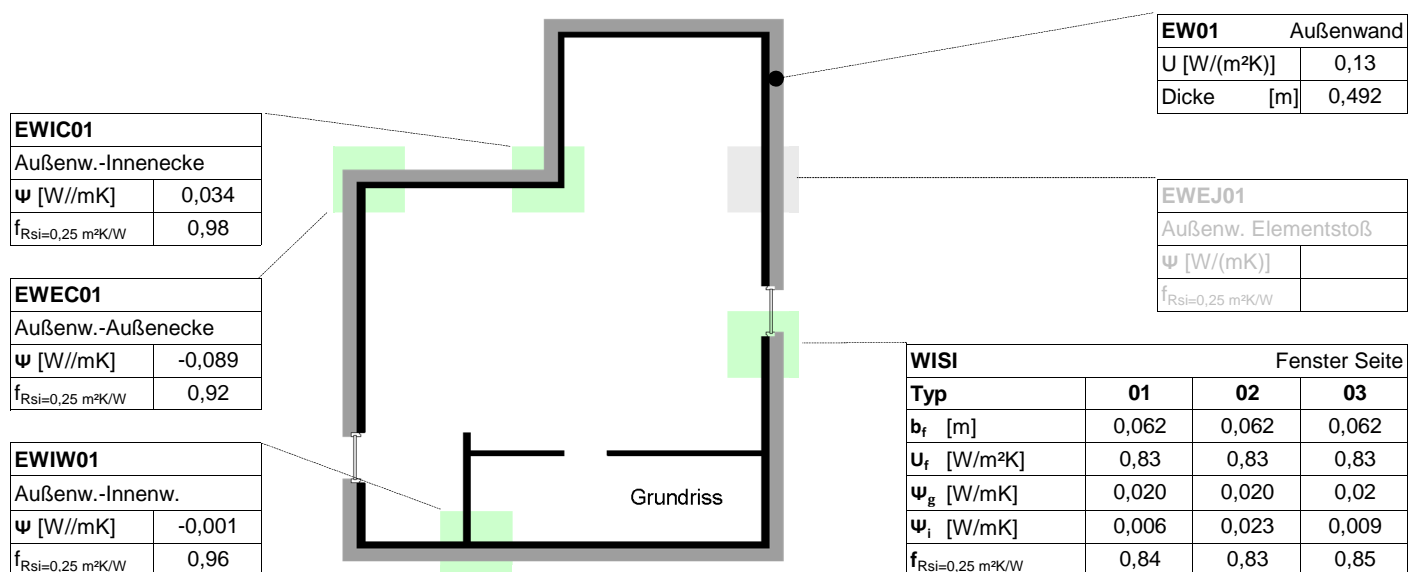 EW01 Außenwand
U [W/(m²K)] 0,13
Dicke [m] 0,492
EWIC01
Außenw.-Innenecke
Ψ [W//mK] 0,034
fRsi=0,25 m²K/W 0,98
EWEJ01
Außenw. Elementstoß
Ψ [W/(mK)]
fRsi=0,25 m²K/W
EWEC01
Außenw.-Außenecke
Ψ [W//mK] -0,089
fRsi=0,25 m²K/W 0,92
WISI Fenster Seite
Typ 01 02 03
bf [m] 0,062 0,062 0,062
Uf [W/m²K] 0,83 0,83 0,83
Ψg [W/mK] 0,020 0,020 0,02
Ψi [W/mK] 0,006 0,023 0,009
fRsi=0,25 m²K/W 0,84 0,83 0,85
EWIW01
Außenw.-Innenw.
Ψ [W//mK] -0,001
fRsi=0,25 m²K/W 0,96
Grundriss